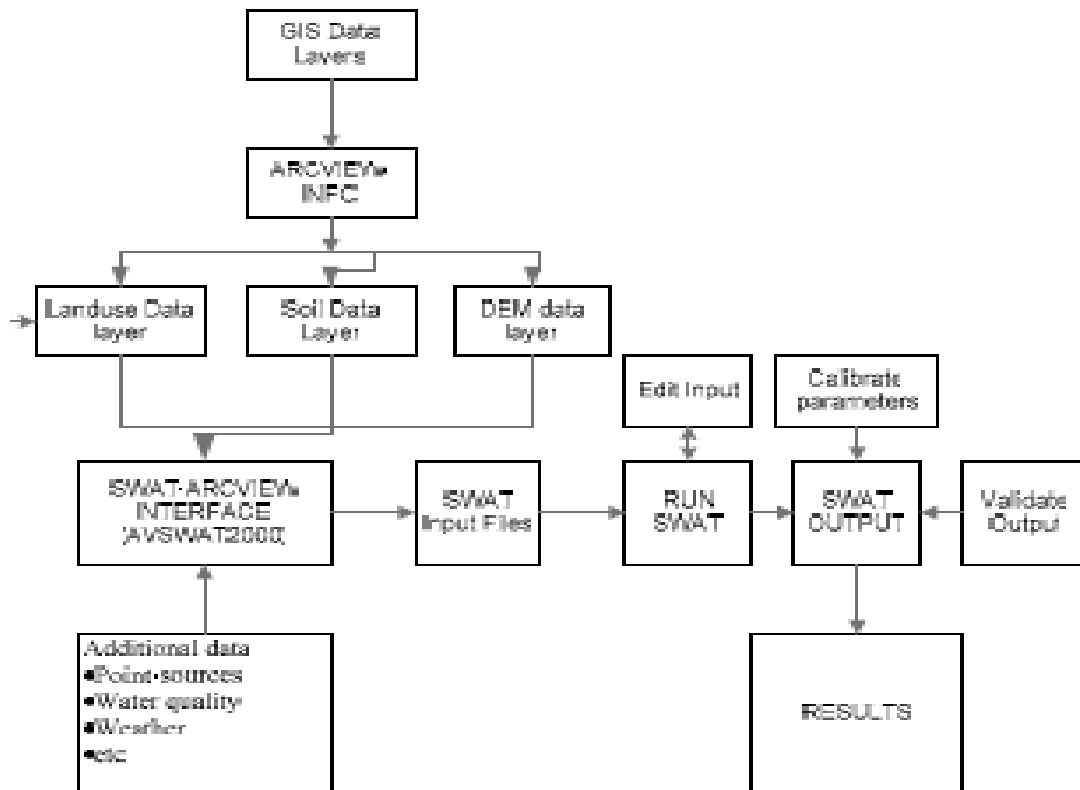 GIS Data
Layers
ARCVIEW
Landuse Data
layer
Soil Data
Layer
DEM data
layer
Edit Input
Calibrate
parameters
SWAT-ARCVIEW
INTERFACE
(AVSWAT2000)
SWAT
Input Files
RUN
SWAT
SWAT
OUTPUT
Validate
Output
Additional data
•Point-sources
•Water quality
•Weather
•etc
RESULTS